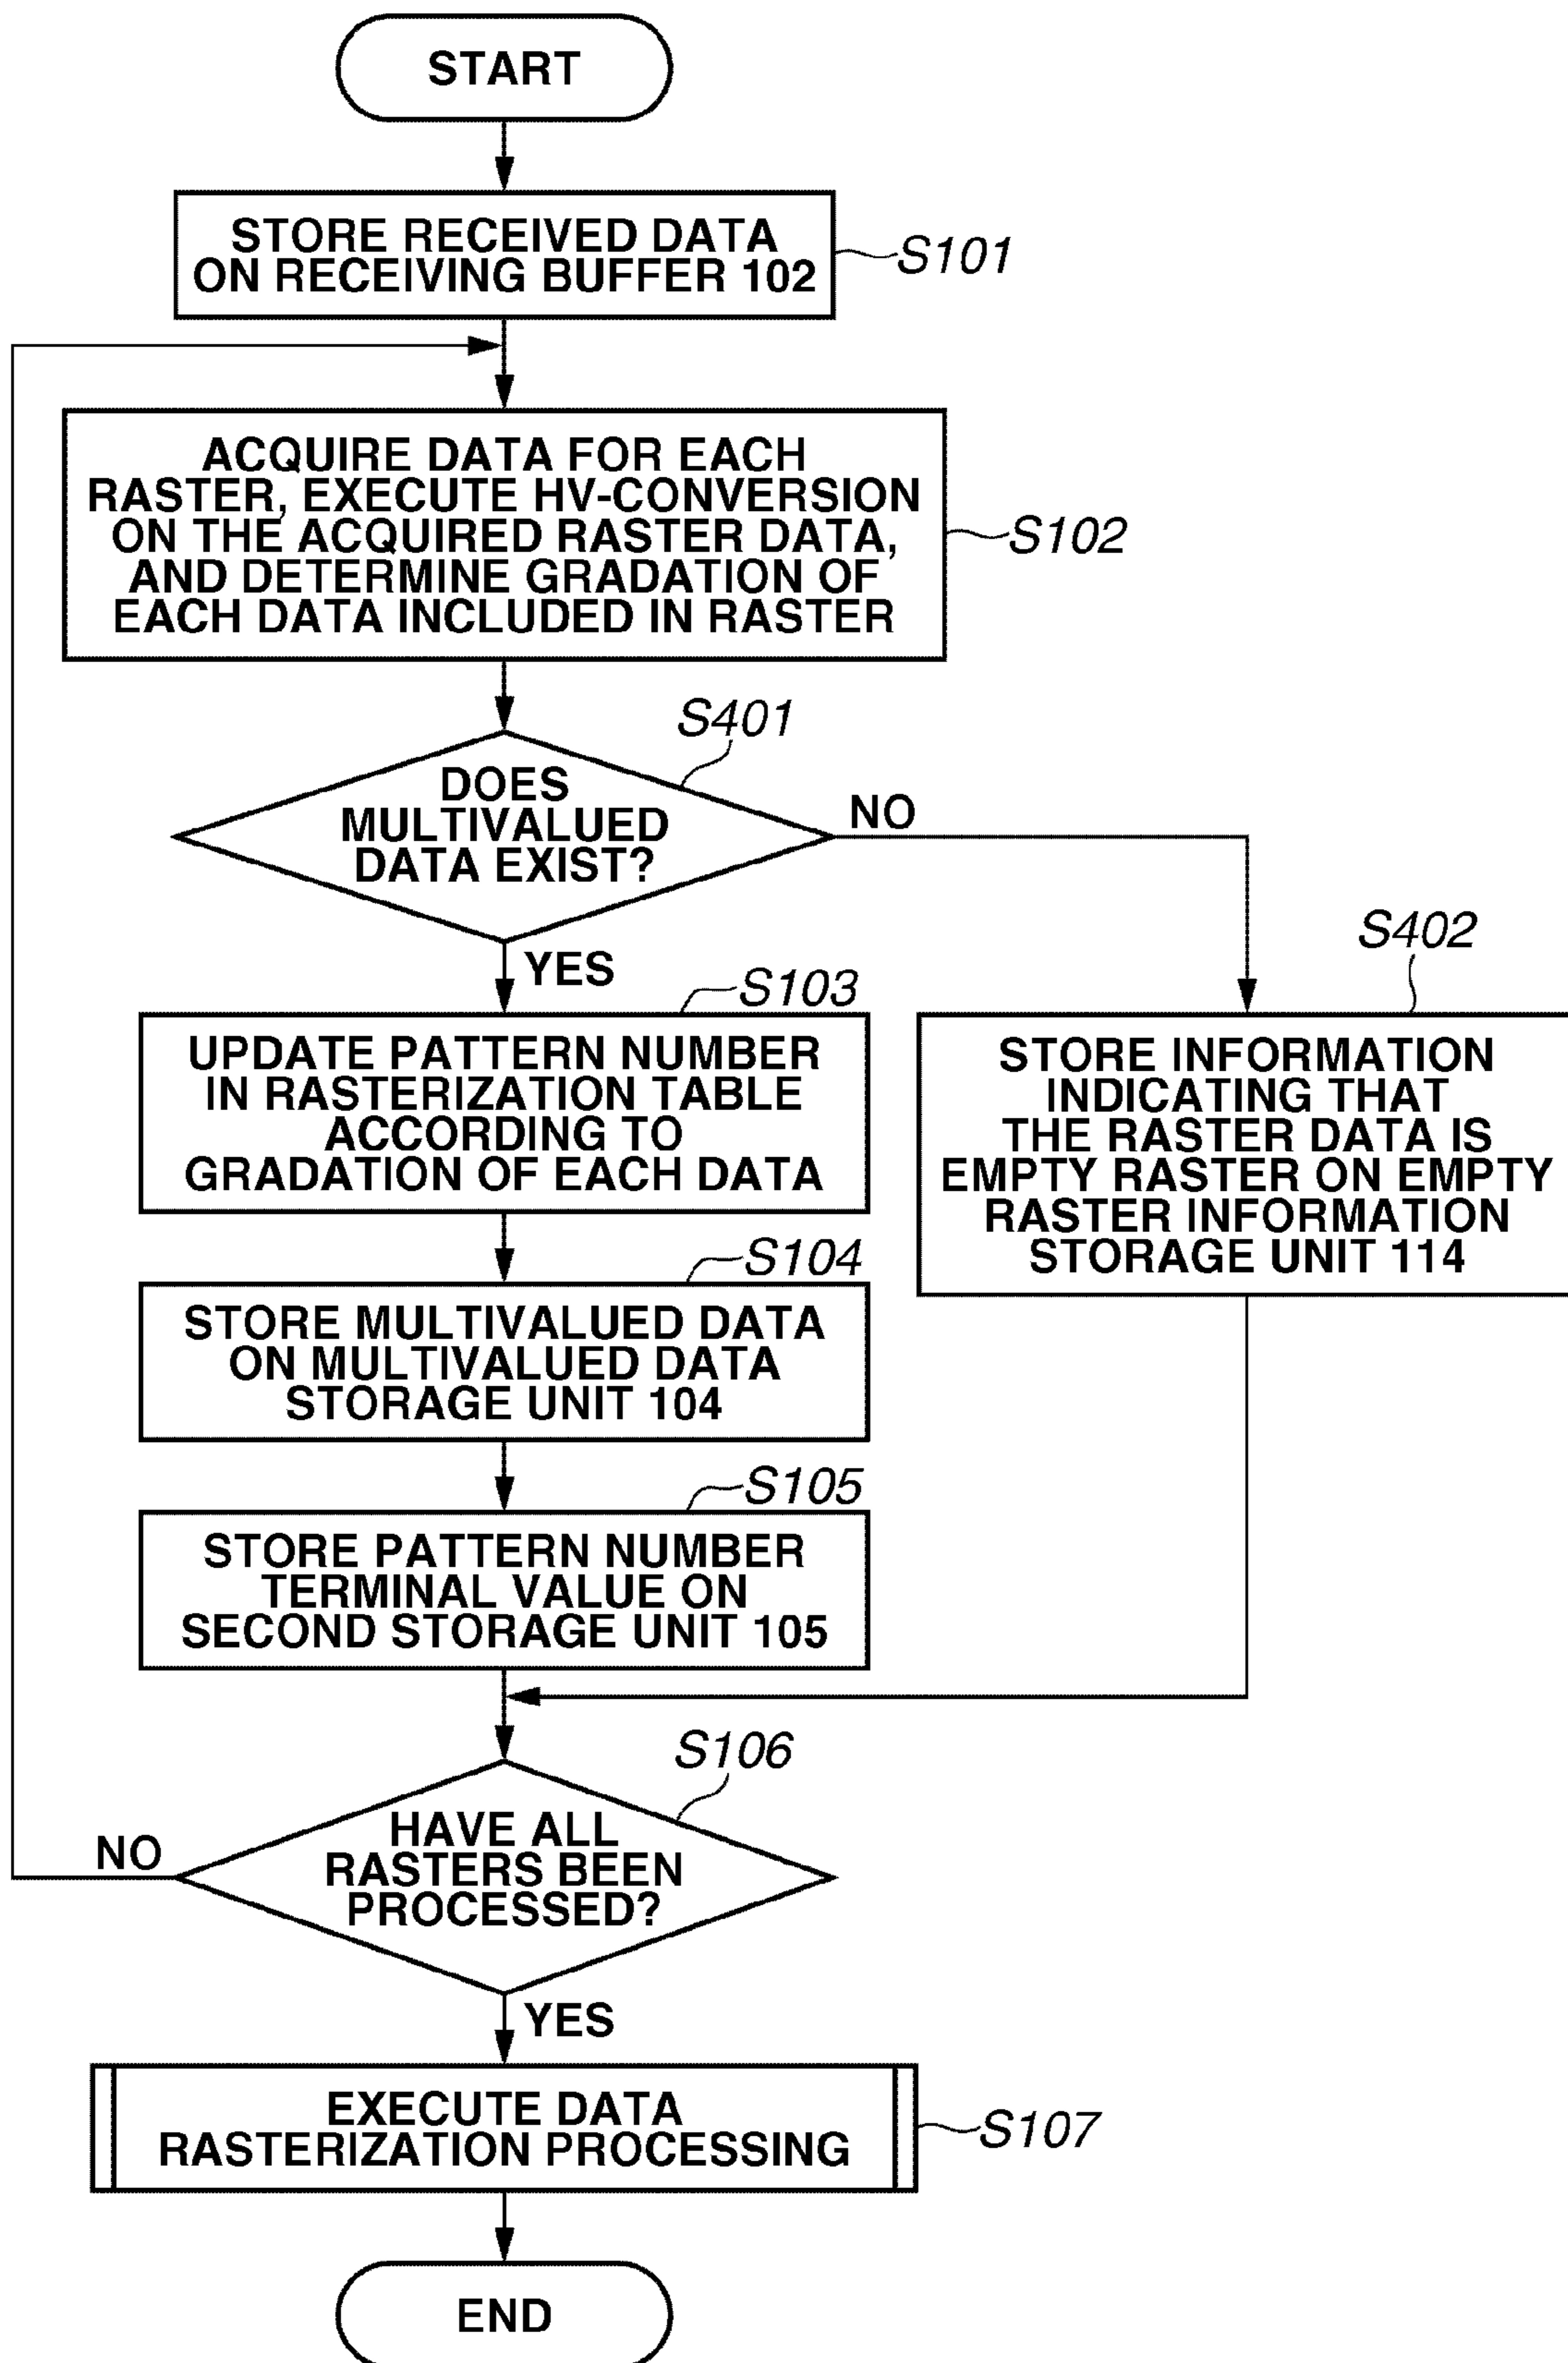 START
STORE RECEIVED DATA
ON RECEIVING BUFFER 102
S101
ACQUIRE DATA FOR EACH
RASTER, EXECUTE HV-CONVERSION
ON THE ACQUIRED RASTER DATA,
AND DETERMINE GRADATION OF
EACH DATA INCLUDED IN RASTER
S102
S401
DOES
MULTIVALUED
DATA EXIST?
NO
YES
S402
STORE INFORMATION
INDICATING THAT
THE RASTER DATA IS
EMPTY RASTER ON EMPTY
RASTER INFORMATION
STORAGE UNIT 114
S103
UPDATE PATTERN NUMBER
IN RASTERIZATION TABLE
ACCORDING TO
GRADATION OF EACH DATA
S104
STORE MULTIVALUED DATA
ON MULTIVALUED DATA
STORAGE UNIT 104
S105
STORE PATTERN NUMBER
TERMINAL VALUE ON
SECOND STORAGE UNIT 105
S106
HAVE ALL
RASTERS BEEN
PROCESSED?
NO
YES
EXECUTE DATA
RASTERIZATION PROCESSING
S107
END